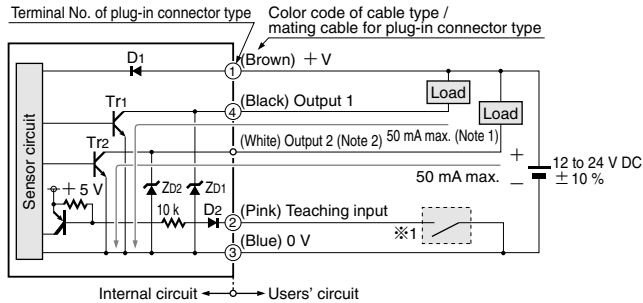 Terminal No. of plug-in connector type
Color code of cable type /
mating cable for plug-in connector type
Sensor circuit
D1
1 (Brown) + V
Tr1
4 (Black) Output 1
Load
Load
Tr2
(White) Output 2 (Note 2) 50 mA max. (Note 1)
+ 5 V
ZD2 ZD1
50 mA max.
+
−
12 to 24 V DC
± 10 %
10 k
D2
2 (Pink) Teaching input
※1
3 (Blue) 0 V
Internal circuit
Users' circuit